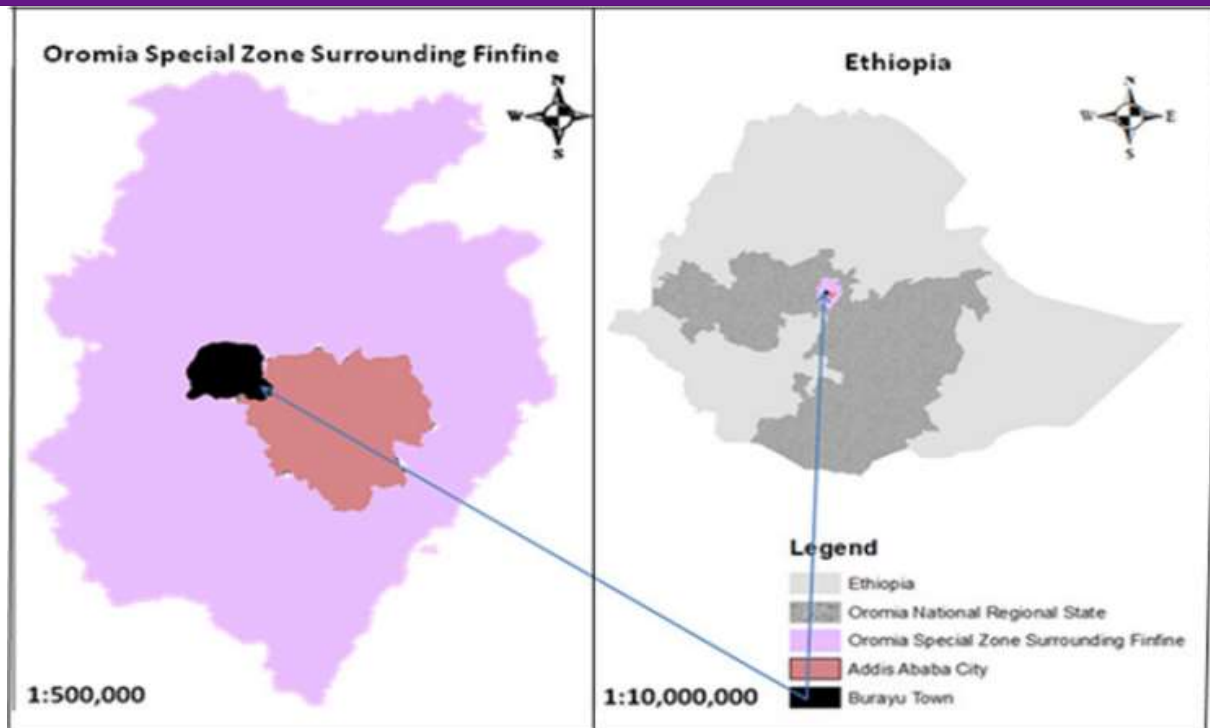 Oromia Special Zone Surrounding Finfine
N
W
S
1:500,000
Ethiopia
N
W E
S
Legend
Ethiopia
Oromia National Regional State
Oromia Special Zone Surrounding Finfine
Addis Ababa City
Burayu Town
1:10,000,000